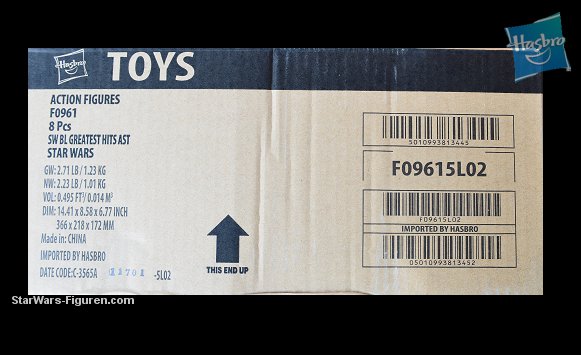 Hasbro
Hasbro
TOYS
ACTION FIGURES
F0961
8 Pcs
SW BL GREATEST HITS AST
STAR WARS
GW: 2.71 LB / 1.23 KG
NW: 2.23 LB / 1.01 KG
VOL: 0.495 FT³/ 0.014 M³
DIM: 14.41 x 8.58 x 6.77 INCH
366 x 218 x 172 MM
Made in: CHINA
IMPORTED BY HASBRO
DATE CODE:C-3565A 11701 -5L02
THIS END UP
5010993813445
F09615L02
F09615L02
IMPORTED BY HASBRO
05010993813452
StarWars-Figuren.com